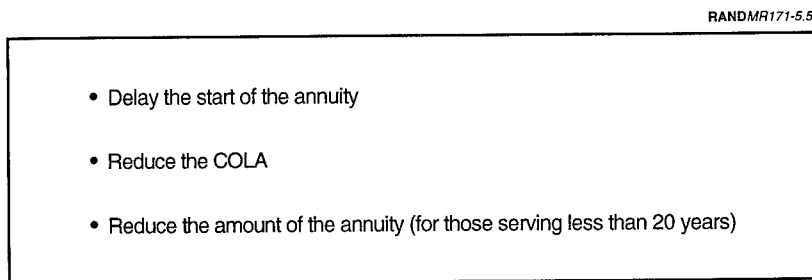 RANDMR171-5.5
• Delay the start of the annuity
• Reduce the COLA
• Reduce the amount of the annuity (for those serving less than 20 years)